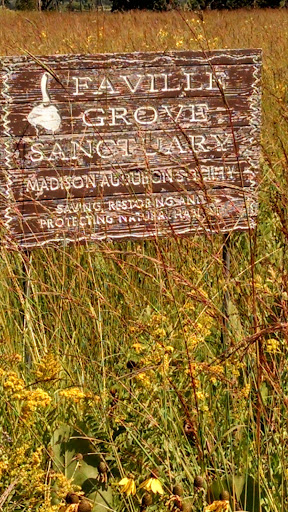 FAVILLE
GROVE
SANCTUARY
MADISON AUDUBON SOCIETY
SAVING, RESTORING AND
PROTECTING NATURAL HABITAT